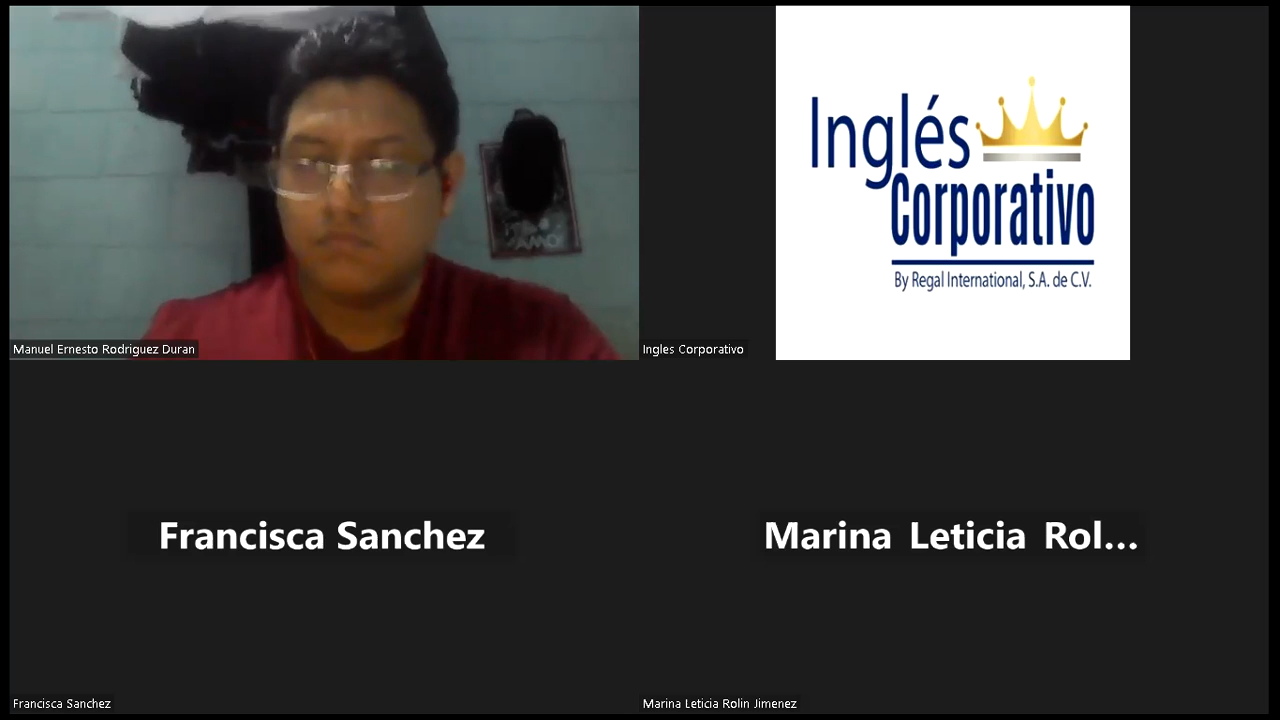 Inglés
Corporativo
By Regal International, S.A. de C.V.
Manuel Ernesto Rodriguez Duran
Ingles Corporativo
Francisca Sanchez
Marina Leticia Rol...
Francisca Sanchez
Marina Leticia Rolin Jimenez